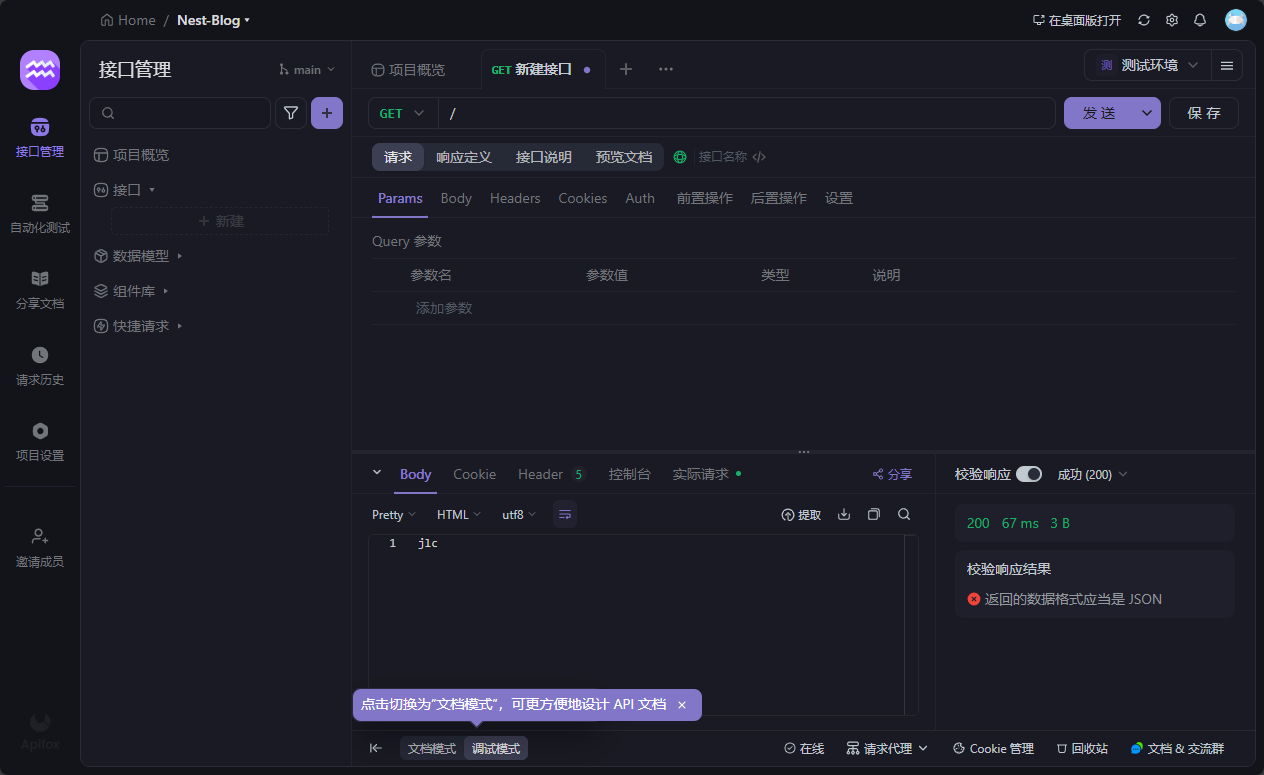 Home / Nest-Blog
在桌面版打开
接口管理
main
项目概览
GET 新建接口
测 测试环境
GET
/
发送
保存
接口管理
自动化测试
分享文档
请求历史
项目设置
邀请成员
Apifox
项目概览
接口
+ 新建
数据模型
组件库
快捷请求
请求 响应定义 接口说明 预览文档 接口名称
Params Body Headers Cookies Auth 前置操作 后置操作 设置
Query 参数
参数名 参数值 类型 说明
添加参数
Body Cookie Header 5 控制台 实际请求 分享
Pretty HTML utf8 提取
1 jlc
校验响应 成功 (200)
200 67 ms 3 B
校验响应结果
返回的数据格式应当是 JSON
点击切换为“文档模式”，可更方便地设计 API 文档 ×
文档模式 调试模式
在线 请求代理 Cookie 管理 回收站 文档 & 交流群